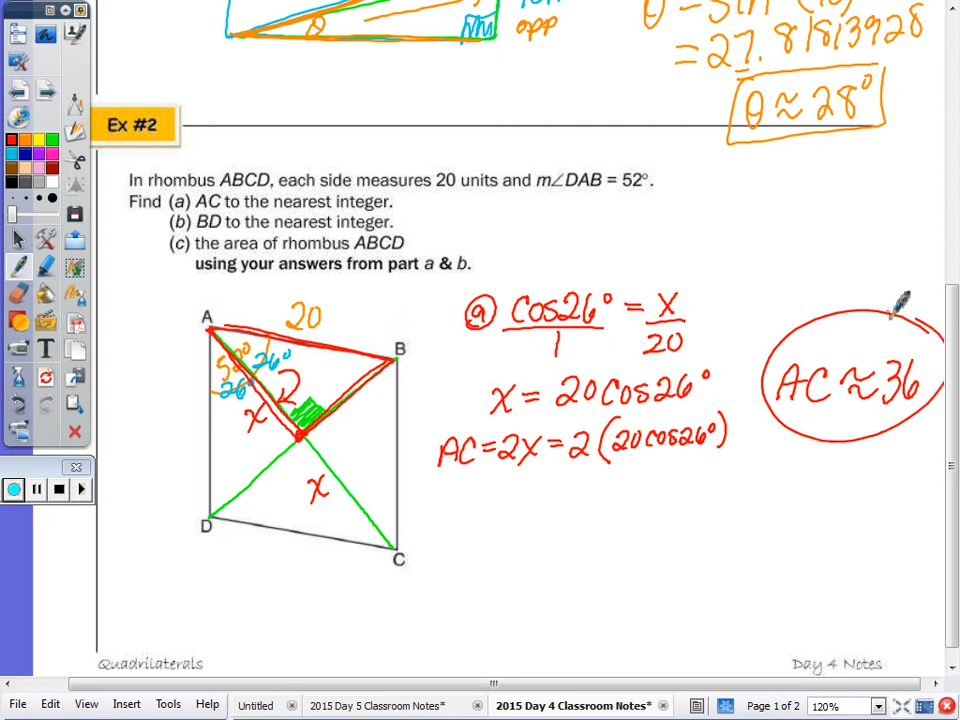 10
opp
θ
θ = sin
= 27.81813928
θ ≈ 28°
Ex #2
In rhombus ABCD, each side measures 20 units and m∠DAB = 52°.
Find (a) AC to the nearest integer.
(b) BD to the nearest integer.
(c) the area of rhombus ABCD
using your answers from part a & b.
A
20
B
52°
26°
26
x
x
D
C
ⓐ cos26° = x
1 20
x = 20cos26°
AC = 2x = 2(20cos26°)
AC ≈ 36
Quadrilaterals
Day 4 Notes
File Edit View Insert Tools Help Untitled 2015 Day 5 Classroom Notes* 2015 Day 4 Classroom Notes* Page 1 of 2 120%